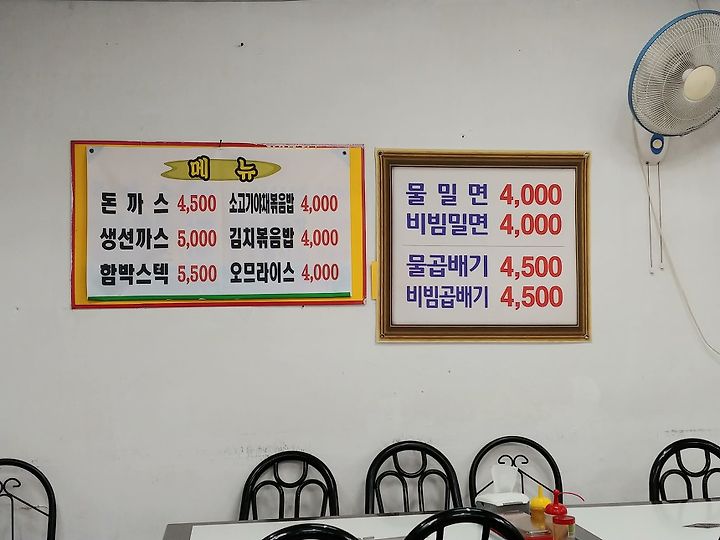 메뉴
돈까스 4,500 소고기야채볶음밥 4,000
생선까스 5,000 김치볶음밥 4,000
함박스텍 5,500 오므라이스 4,000
물밀면 4,000
비빔밀면 4,000
물곱배기 4,500
비빔곱배기 4,500